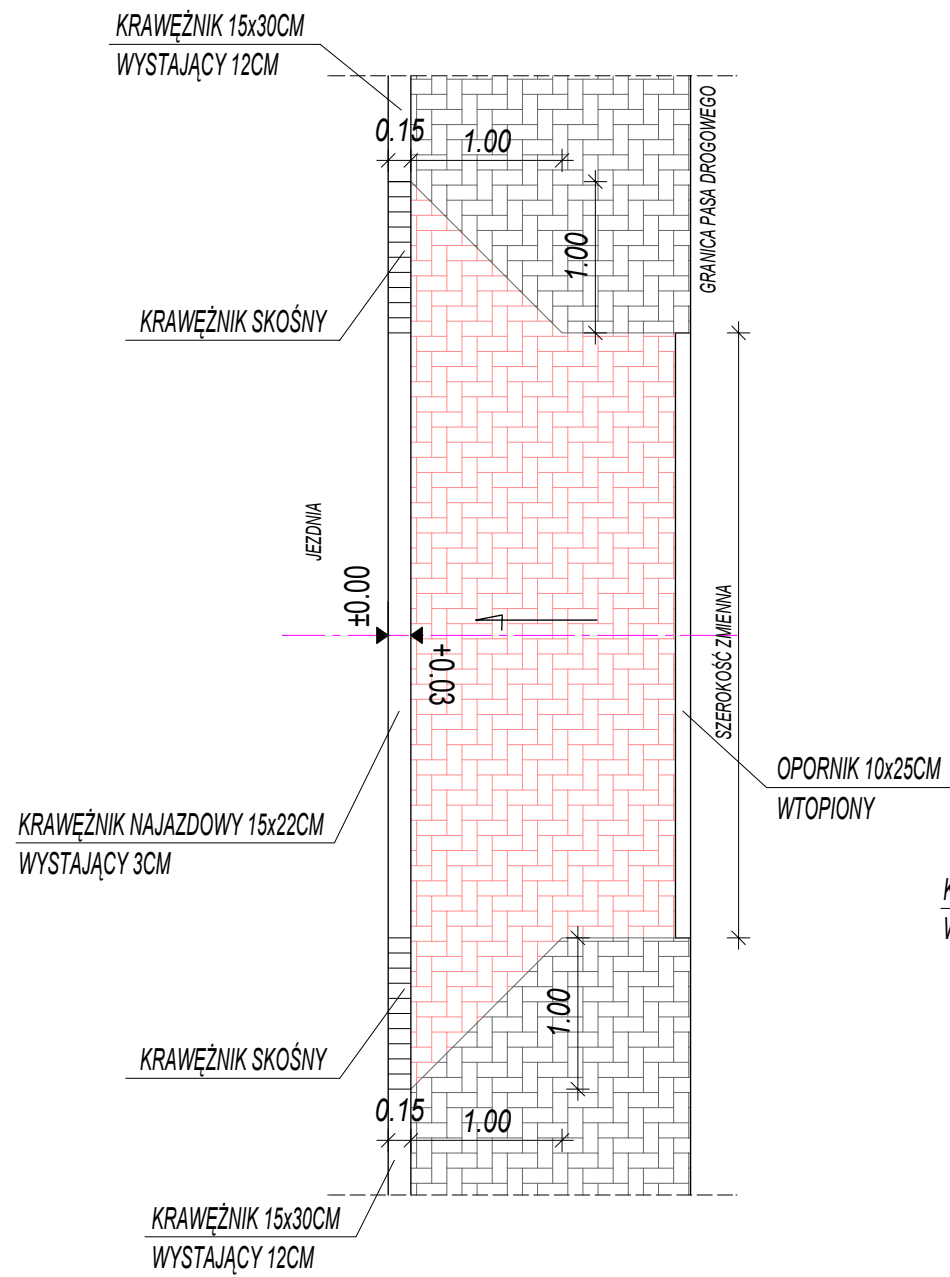 KRAWĘŻNIK 15x30CM
WYSTAJĄCY 12CM
0.15
1.00
GRANICA PASA DROGOWEGO
1.00
KRAWĘŻNIK SKOŚNY
JEZDNIA
±0.00
+0.03
SZEROKOŚĆ ZMIENNA
OPORNIK 10x25CM
WTOPIONY
KRAWĘŻNIK NAJAZDOWY 15x22CM
WYSTAJĄCY 3CM
1.00
KRAWĘŻNIK SKOŚNY
0.15
1.00
KRAWĘŻNIK 15x30CM
WYSTAJĄCY 12CM